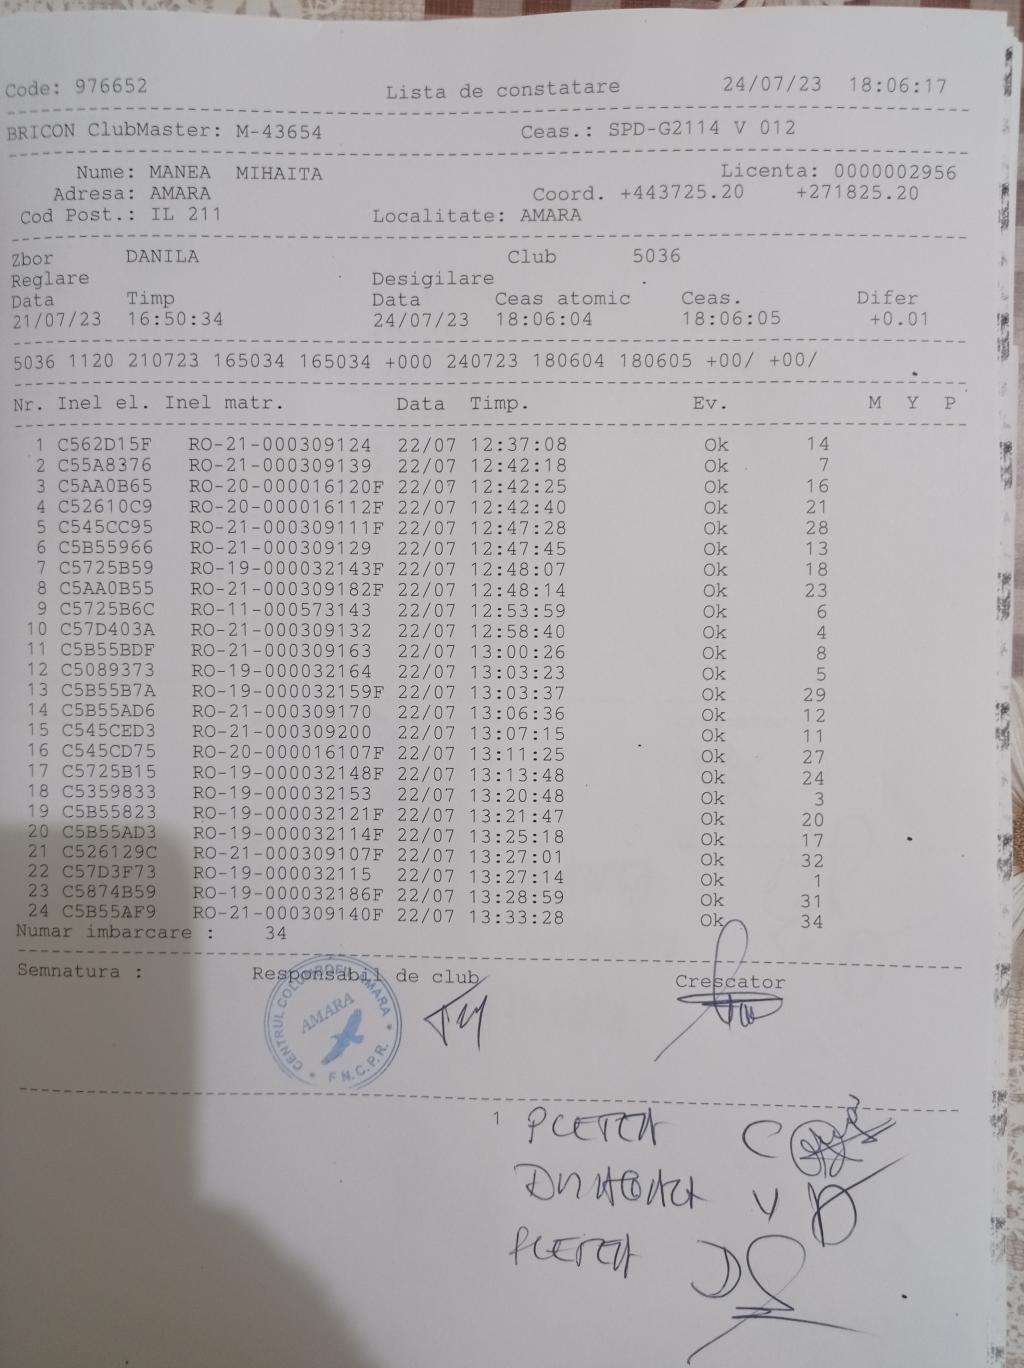 Code: 976652 Lista de constatare 24/07/23 18:06:17
BRICON ClubMaster: M-43654 Ceas.: SPD-G2114 V 012
Nume: MANEA MIHAITA Licenta: 0000002956
Adresa: AMARA Coord. +443725.20 +271825.20
Cod Post.: IL 211 Localitate: AMARA
Zbor DANILA Club 5036
Reglare Desigilare
Data Timp Data Ceas atomic Ceas. Difer
21/07/23 16:50:34 24/07/23 18:06:04 18:06:05 +0.01
5036 1120 210723 165034 165034 +000 240723 180604 180605 +00/ +00/
Nr. Inel el. Inel matr. Data Timp. Ev. M Y P
1 C562D15F RO-21-000309124 22/07 12:37:08 Ok 14
2 C55A8376 RO-21-000309139 22/07 12:42:18 Ok 7
3 C5AA0B65 RO-20-000016120F 22/07 12:42:25 Ok 16
4 C52610C9 RO-20-000016112F 22/07 12:42:40 Ok 21
5 C545CC95 RO-21-000309111F 22/07 12:47:28 Ok 28
6 C5B55966 RO-21-000309129 22/07 12:47:45 Ok 13
7 C5725B59 RO-19-000032143F 22/07 12:48:07 Ok 18
8 C5AA0B55 RO-21-000309182F 22/07 12:48:14 Ok 23
9 C5725B6C RO-11-000573143 22/07 12:53:59 Ok 6
10 C57D403A RO-21-000309132 22/07 12:58:40 Ok 4
11 C5B55BDF RO-21-000309163 22/07 13:00:26 Ok 8
12 C5089373 RO-19-000032164 22/07 13:03:23 Ok 5
13 C5B55B7A RO-19-000032159F 22/07 13:03:37 Ok 29
14 C5B55AD6 RO-21-000309170 22/07 13:06:36 Ok 12
15 C545CED3 RO-21-000309200 22/07 13:07:15 Ok 11
16 C545CD75 RO-20-000016107F 22/07 13:11:25 Ok 27
17 C5725B15 RO-19-000032148F 22/07 13:13:48 Ok 24
18 C5359833 RO-19-000032153 22/07 13:20:48 Ok 3
19 C5B55823 RO-19-000032121F 22/07 13:21:47 Ok 20
20 C5B55AD3 RO-19-000032114F 22/07 13:25:18 Ok 17
21 C526129C RO-21-000309107F 22/07 13:27:01 Ok 32
22 C57D3F73 RO-19-000032115 22/07 13:27:14 Ok 1
23 C5874B59 RO-19-000032186F 22/07 13:28:59 Ok 31
24 C5B55AF9 RO-21-000309140F 22/07 13:33:28 Ok 34
Numar imbarcare : 34
Semnatura : Responsabil de club Crescator
AMARA
F.N.C.P.R.
1 PLETEA C
PLETEA D